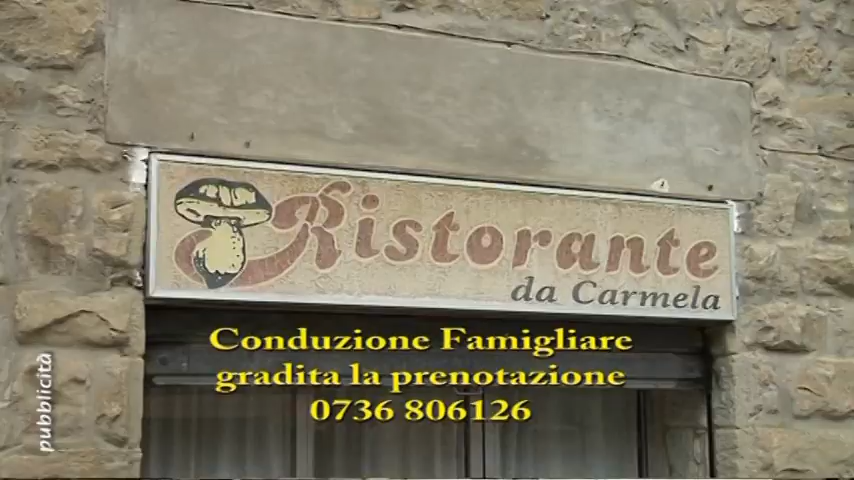 Ristorante
da Carmela
Conduzione Famigliare
gradita la prenotazione
0736 806126
pubblicità